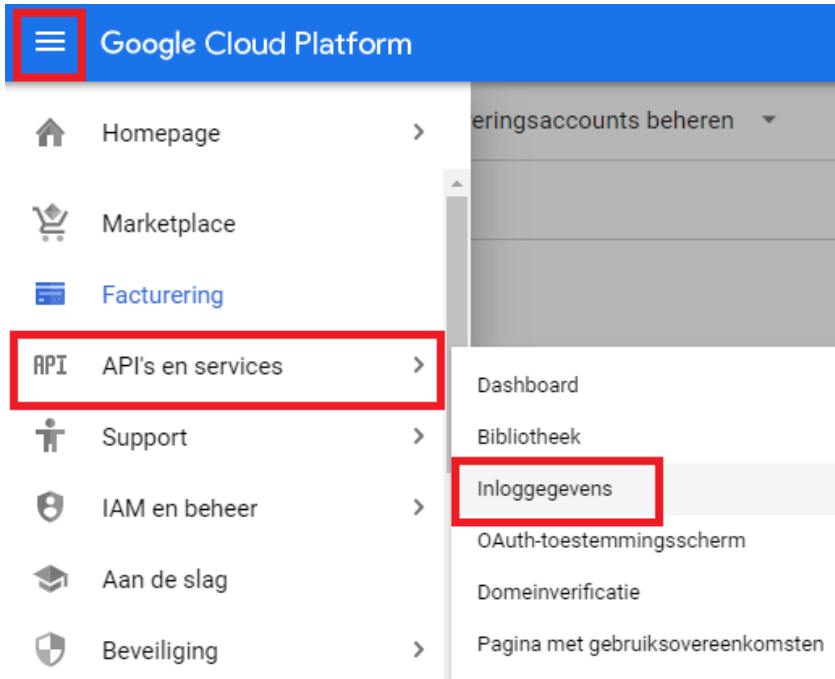 Google Cloud Platform
Homepage
eringsaccounts beheren
Marketplace
Facturering
API API's en services
Support
IAM en beheer
Aan de slag
Beveiliging
Dashboard
Bibliotheek
Inloggegevens
OAuth-toestemmingsscherm
Domeinverificatie
Pagina met gebruiksovereenkomsten